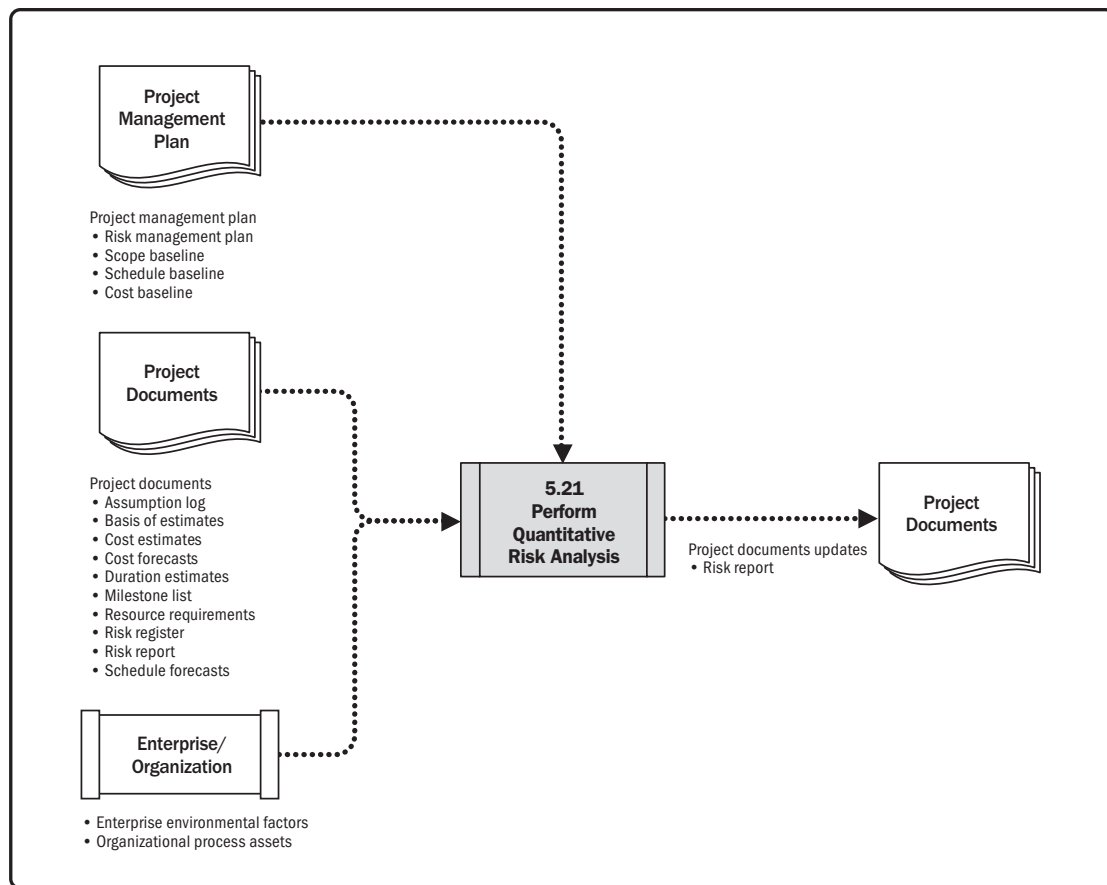 Project
Management
Plan
Project management plan
• Risk management plan
• Scope baseline
• Schedule baseline
• Cost baseline
Project
Documents
Project documents
• Assumption log
• Basis of estimates
• Cost estimates
• Cost forecasts
• Duration estimates
• Milestone list
• Resource requirements
• Risk register
• Risk report
• Schedule forecasts
Enterprise/
Organization
• Enterprise environmental factors
• Organizational process assets
5.21
Perform
Quantitative
Risk Analysis
Project documents updates
• Risk report
Project
Documents